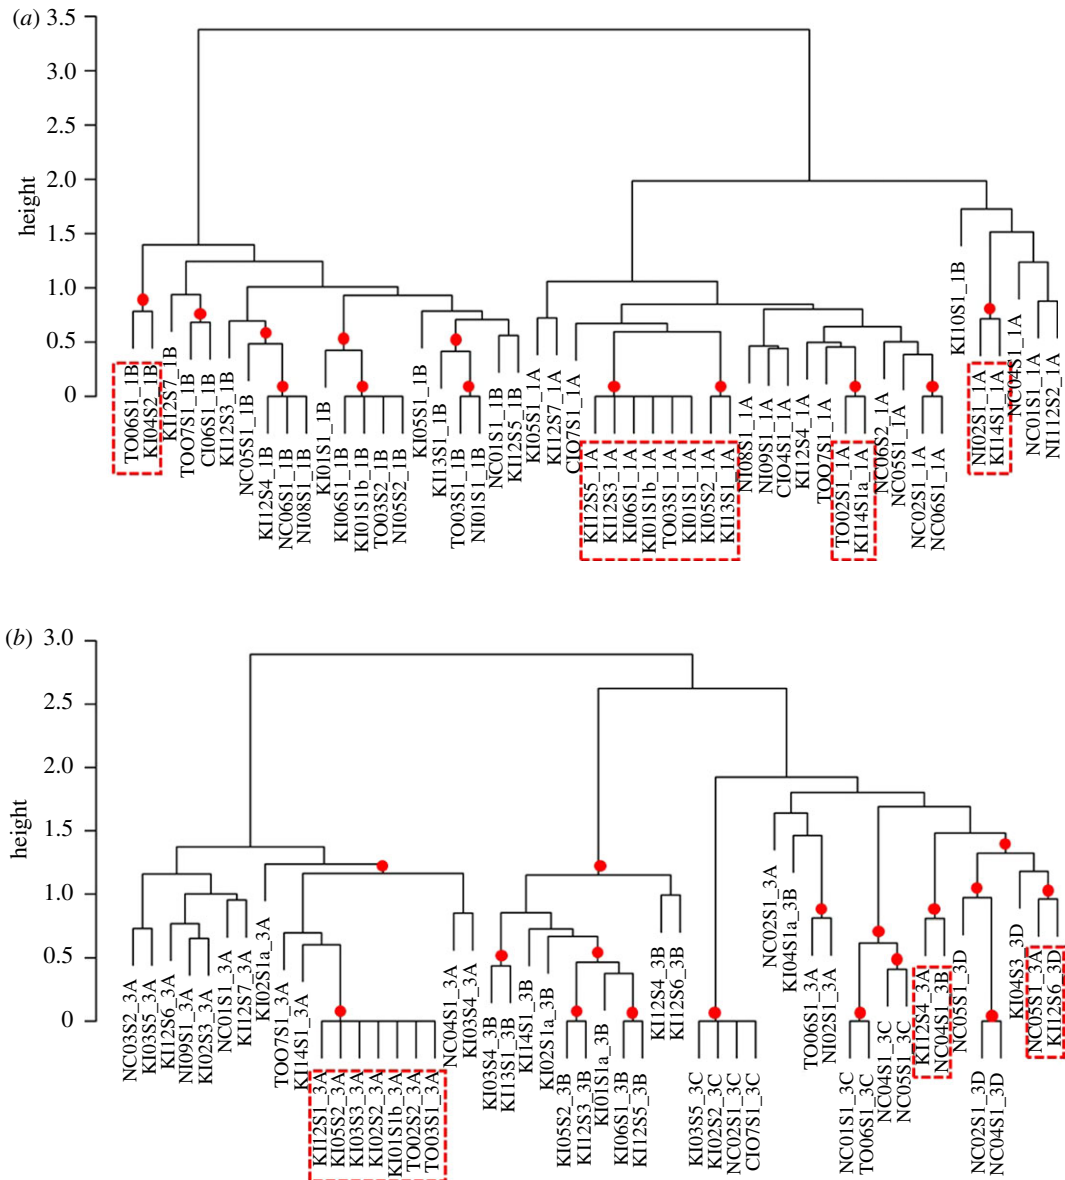 (a)
3.5
3.0
2.5
2.0
1.5
1.0
0.5
0
height
TO06S1_1B
KI04S2_1B
KI12S7_1B
TOO7S1_1B
CI06S1_1B
KI12S3_1B
NC05S1_1B
KI12S4_1B
NC06S1_1B
NI08S1_1B
KI01S1_1B
KI06S1_1B
KI01S1b_1B
TO03S2_1B
NI05S2_1B
KI05S1_1B
KI13S1_1B
TO03S1_1B
NI01S1_1B
NC01S1_1B
KI12S5_1B
KI05S1_1A
KI12S7_1A
CIO7S1_1A
KI12S5_1A
KI12S3_1A
KI06S1_1A
KI01S1b_1A
TO03S1_1A
KI01S1_1A
KI05S2_1A
KI13S1_1A
NI08S1_1A
NI09S1_1A
CIO4S1_1A
KI12S4_1A
TOO7S1_1A
TO02S1_1A
KI14S1a_1A
NC06S2_1A
NC05S1_1A
NC02S1_1A
NC06S1_1A
KI10S1_1B
NI02S1_1A
KI14S1_1A
NC04S1_1A
NC01S1_1A
NI112S2_1A
(b)
3.0
2.5
2.0
1.5
1.0
0.5
0
height
NC03S2_3A
KI03S5_3A
KI12S6_3A
NI09S1_3A
KI02S3_3A
NC01S1_3A
KI12S7_3A
KI02S1a_3A
TOO7S1_3A
KI14S1_3A
KI12S1_3A
KI05S2_3A
KI03S3_3A
KI02S2_3A
KI01S1b_3A
TO02S2_3A
TO03S1_3A
NC04S1_3A
KI03S4_3A
KI03S4_3B
KI13S1_3B
KI14S1_3B
KI02S1a_3B
KI05S2_3B
KI12S3_3B
KI01S1a_3B
KI06S1_3B
KI12S5_3B
KI12S4_3B
KI12S6_3B
KI03S5_3C
KI02S2_3C
NC02S1_3C
CIO7S1_3C
NC02S1_3A
KI04S1a_3B
TO06S1_3A
NI02S1_3A
NC01S1_3C
TO06S1_3C
NC04S1_3C
NC05S1_3C
KI12S4_3A
NC04S1_3B
NC05S1_3D
NC02S1_3D
NC04S1_3D
KI04S3_3D
NC05S1_3A
KI12S6_3D